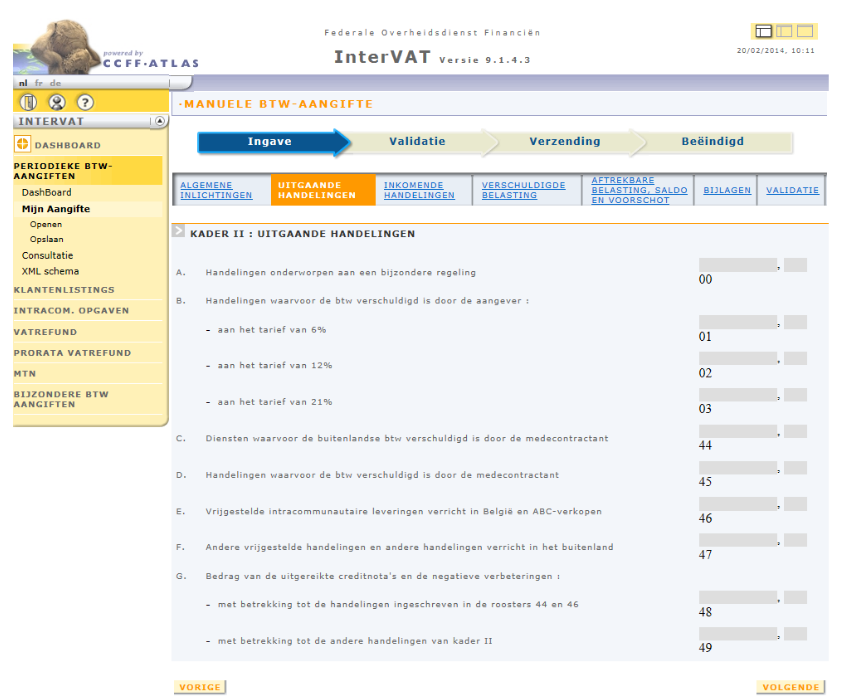 Federale Overheidsdienst Financiën
powered by
CCFF-ATLAS
InterVAT Versie 9.1.4.3
20/02/2014, 10:11
nl fr de
INTERVAT
DASHBOARD
PERIODIEKE BTW-
AANGIFTEN
DashBoard
Mijn Aangifte
Openen
Opslaan
Consultatie
XML schema
KLANTENLISTINGS
INTRACOM. OPGAVEN
VATREFUND
PRORATA VATREFUND
MTN
BIJZONDERE BTW
AANGIFTEN
·MANUELE BTW-AANGIFTE
Ingave Validatie Verzending Beëindigd
ALGEMENE
INLICHTINGEN
UITGAANDE
HANDELINGEN
INKOMENDE
HANDELINGEN
VERSCHULDIGDE
BELASTING
AFTREKBARE
BELASTING, SALDO
EN VOORSCHOT
BIJLAGEN
VALIDATIE
KADER II : UITGAANDE HANDELINGEN
A. Handelingen onderworpen aan een bijzondere regeling ,
00
B. Handelingen waarvoor de btw verschuldigd is door de aangever :
- aan het tarief van 6% ,
01
- aan het tarief van 12% ,
02
- aan het tarief van 21% ,
03
C. Diensten waarvoor de buitenlandse btw verschuldigd is door de medecontractant ,
44
D. Handelingen waarvoor de btw verschuldigd is door de medecontractant ,
45
E. Vrijgestelde intracommunautaire leveringen verricht in België en ABC-verkopen ,
46
F. Andere vrijgestelde handelingen en andere handelingen verricht in het buitenland ,
47
G. Bedrag van de uitgereikte creditnota's en de negatieve verbeteringen :
- met betrekking tot de handelingen ingeschreven in de roosters 44 en 46 ,
48
- met betrekking tot de andere handelingen van kader II ,
49
VORIGE VOLGENDE